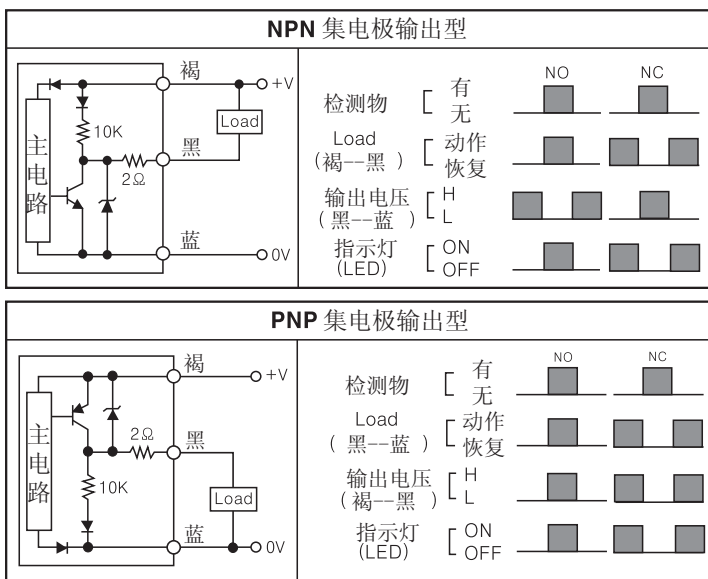 NPN 集电极输出型
褐
+V
10K
Load
主电路
黑
2Ω
蓝
0V
NO
NC
检测物
有
无
Load
(褐--黑 )
动作
恢复
输出电压
( 黑--蓝 )
H
L
指示灯
(LED)
ON
OFF
PNP 集电极输出型
褐
+V
主电路
2Ω
黑
10K
Load
蓝
0V
NO
NC
检测物
有
无
Load
( 黑--蓝 )
动作
恢复
输出电压
(褐--黑 )
H
L
指示灯
(LED)
ON
OFF